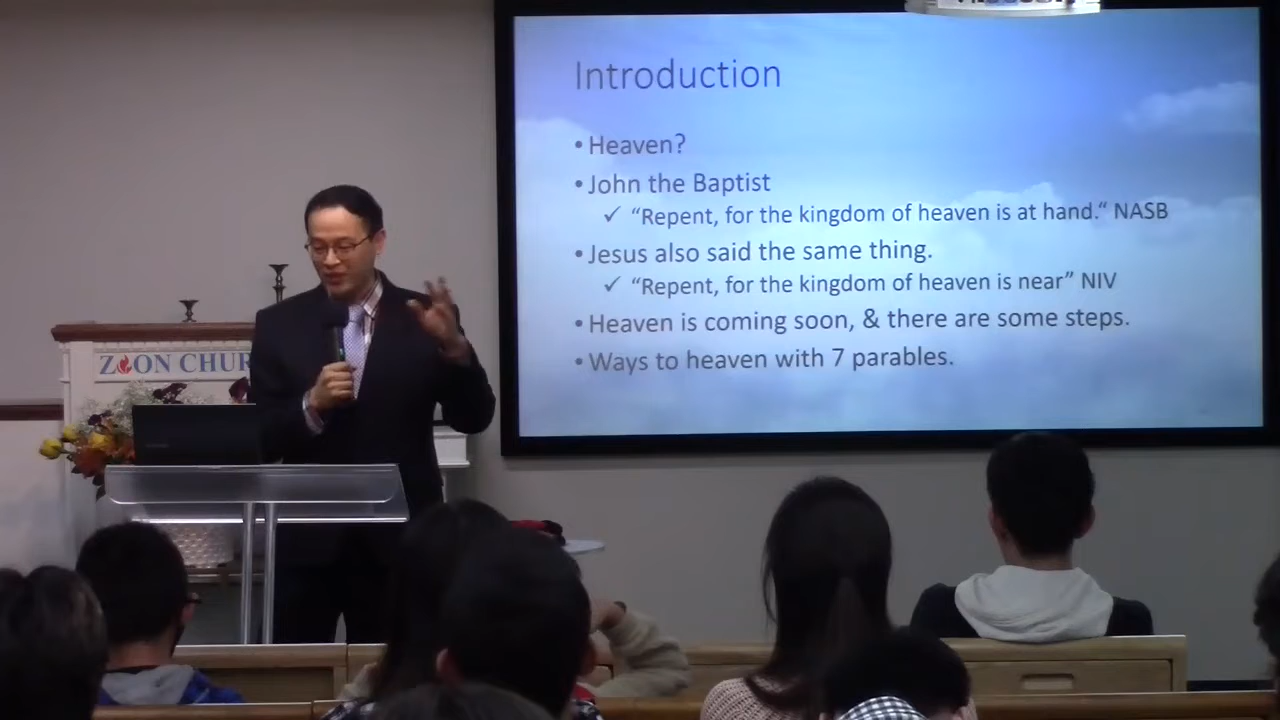 Introduction
• Heaven?
• John the Baptist
✓ “Repent, for the kingdom of heaven is at hand.“ NASB
• Jesus also said the same thing.
✓ “Repent, for the kingdom of heaven is near” NIV
• Heaven is coming soon, & there are some steps.
• Ways to heaven with 7 parables.
ZOON CHUR